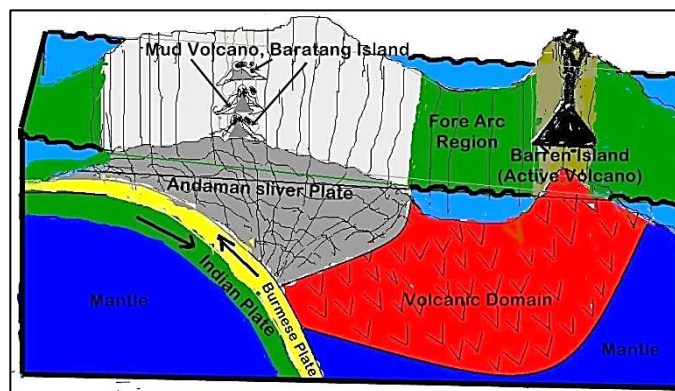 Mud Volcano, Baratang Island
Fore Arc
Region
Barren Island
(Active Volcano)
Andaman sliver Plate
Indian Plate
Burmese Plate
Mantle
Volcanic Domain
Mantle